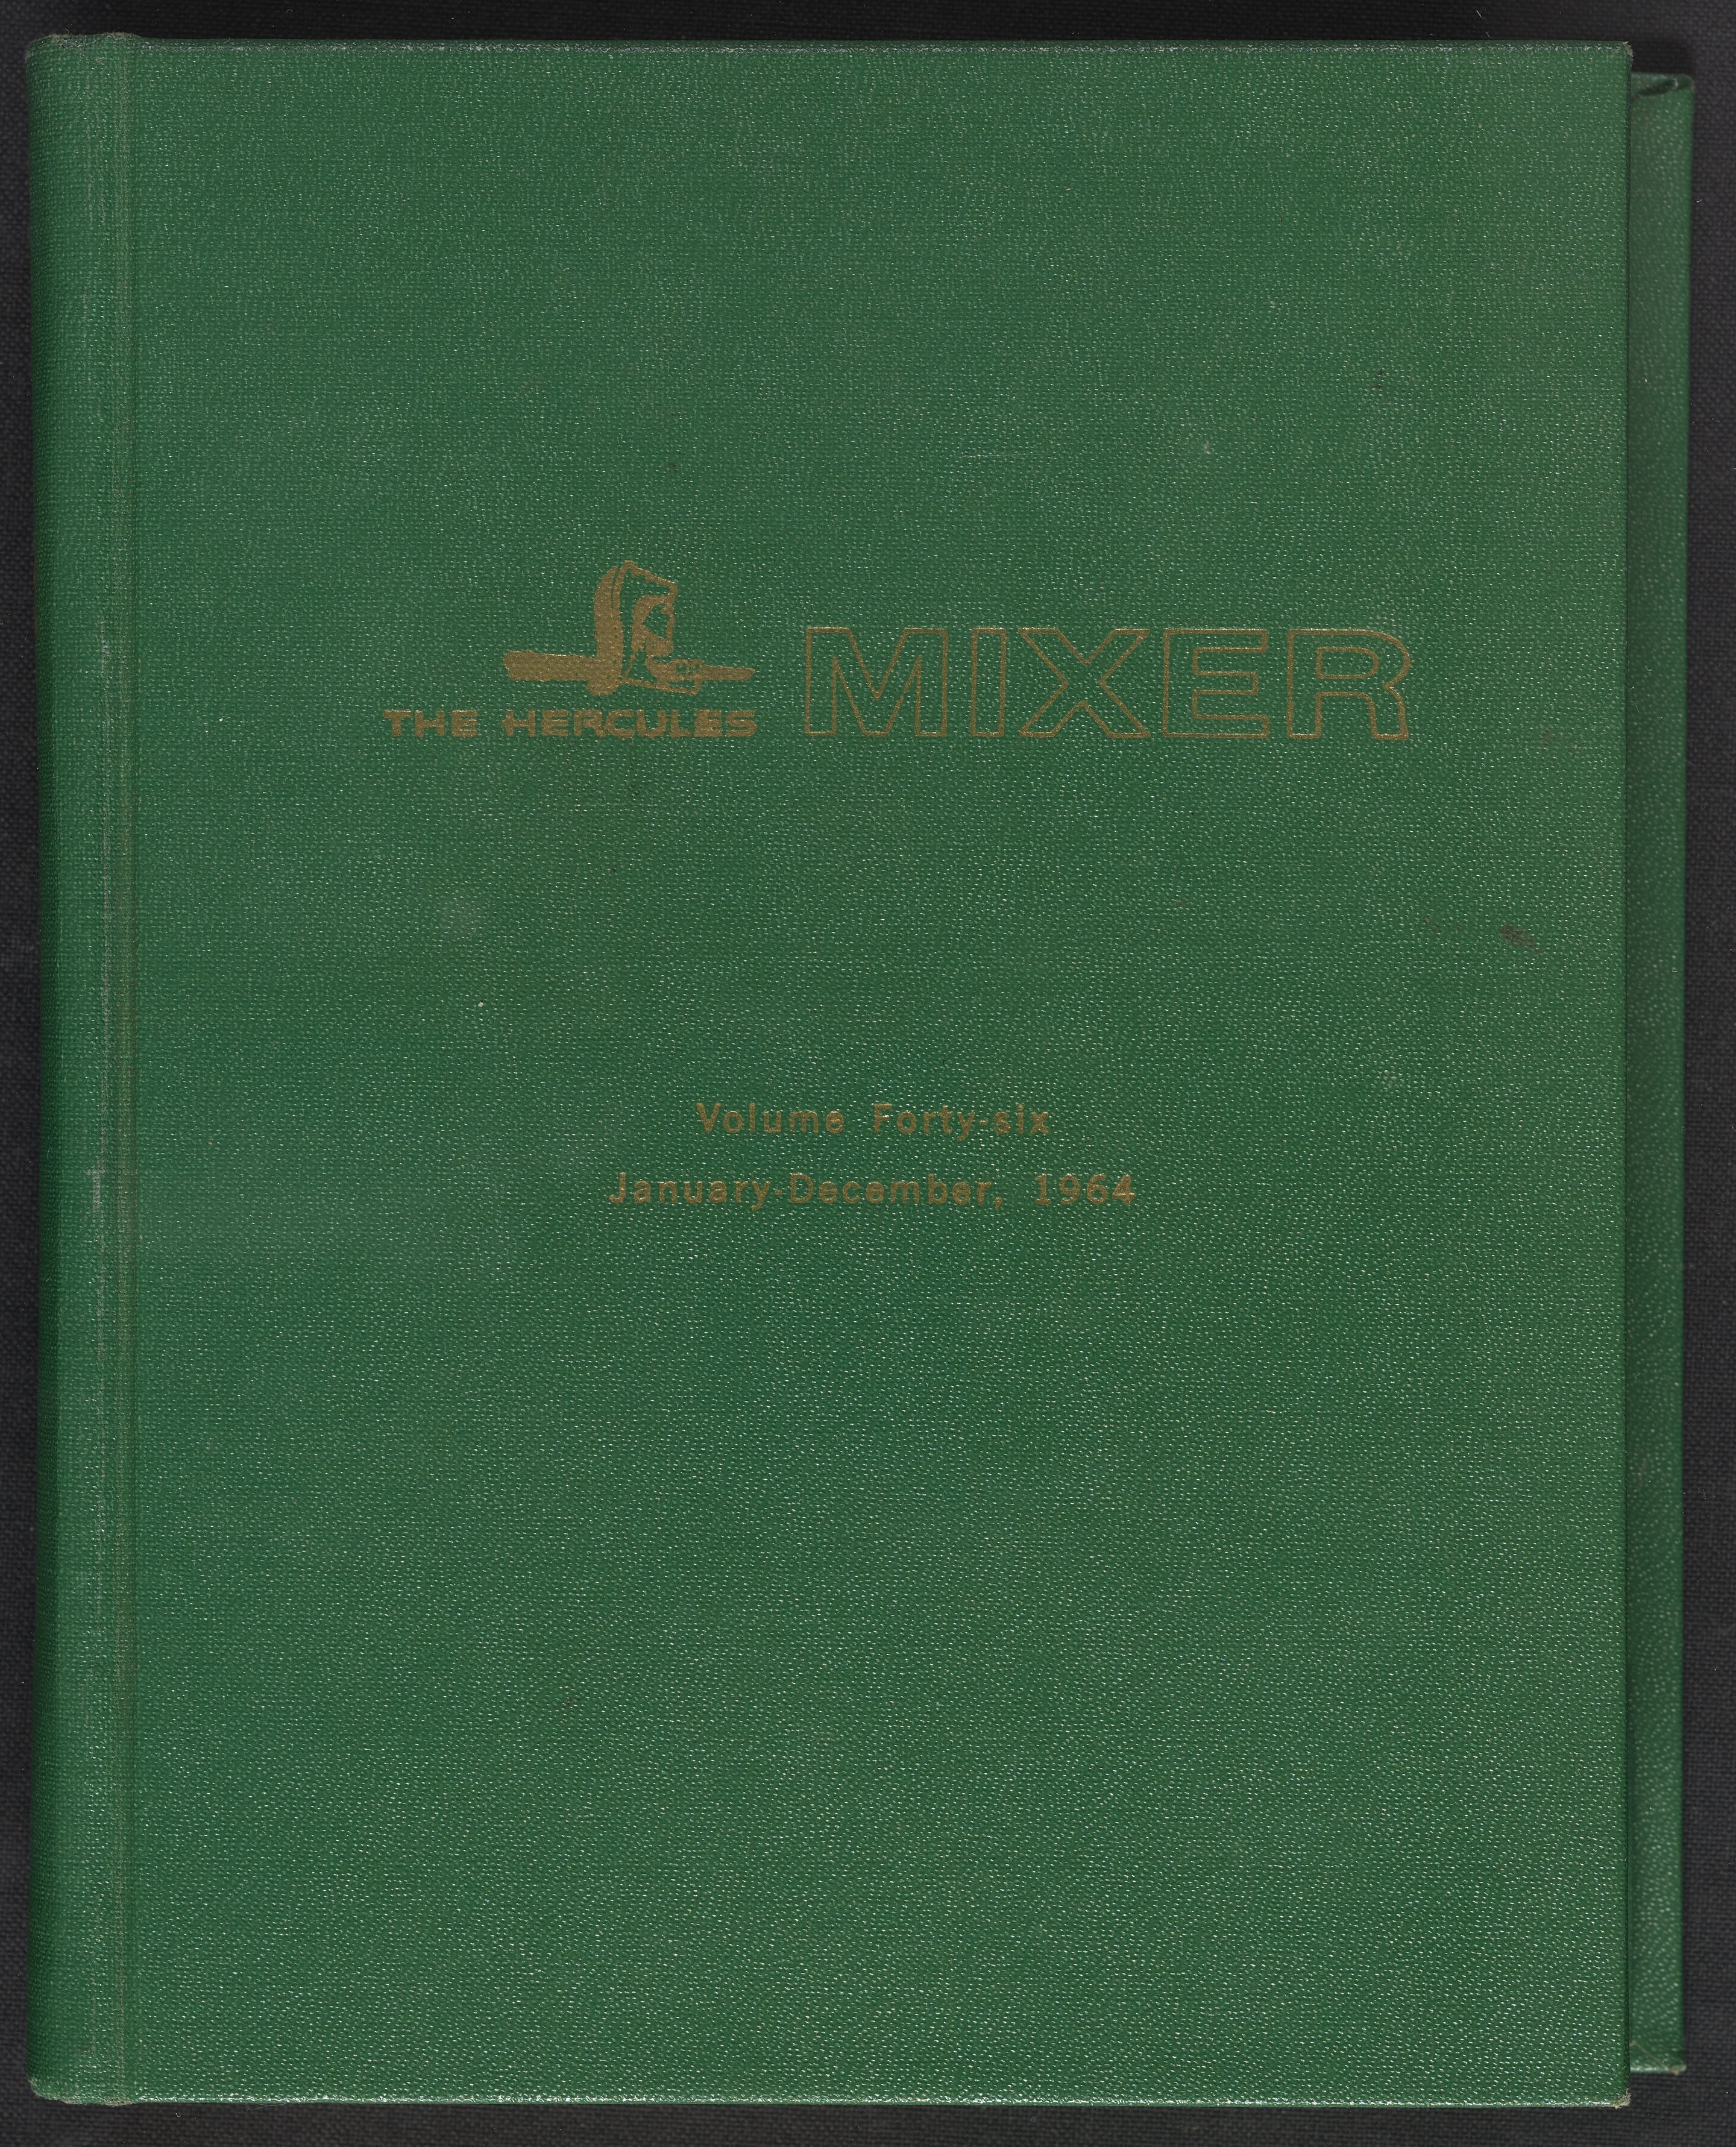 THE HERCULES MIXER
Volume Forty-six
January-December, 1964